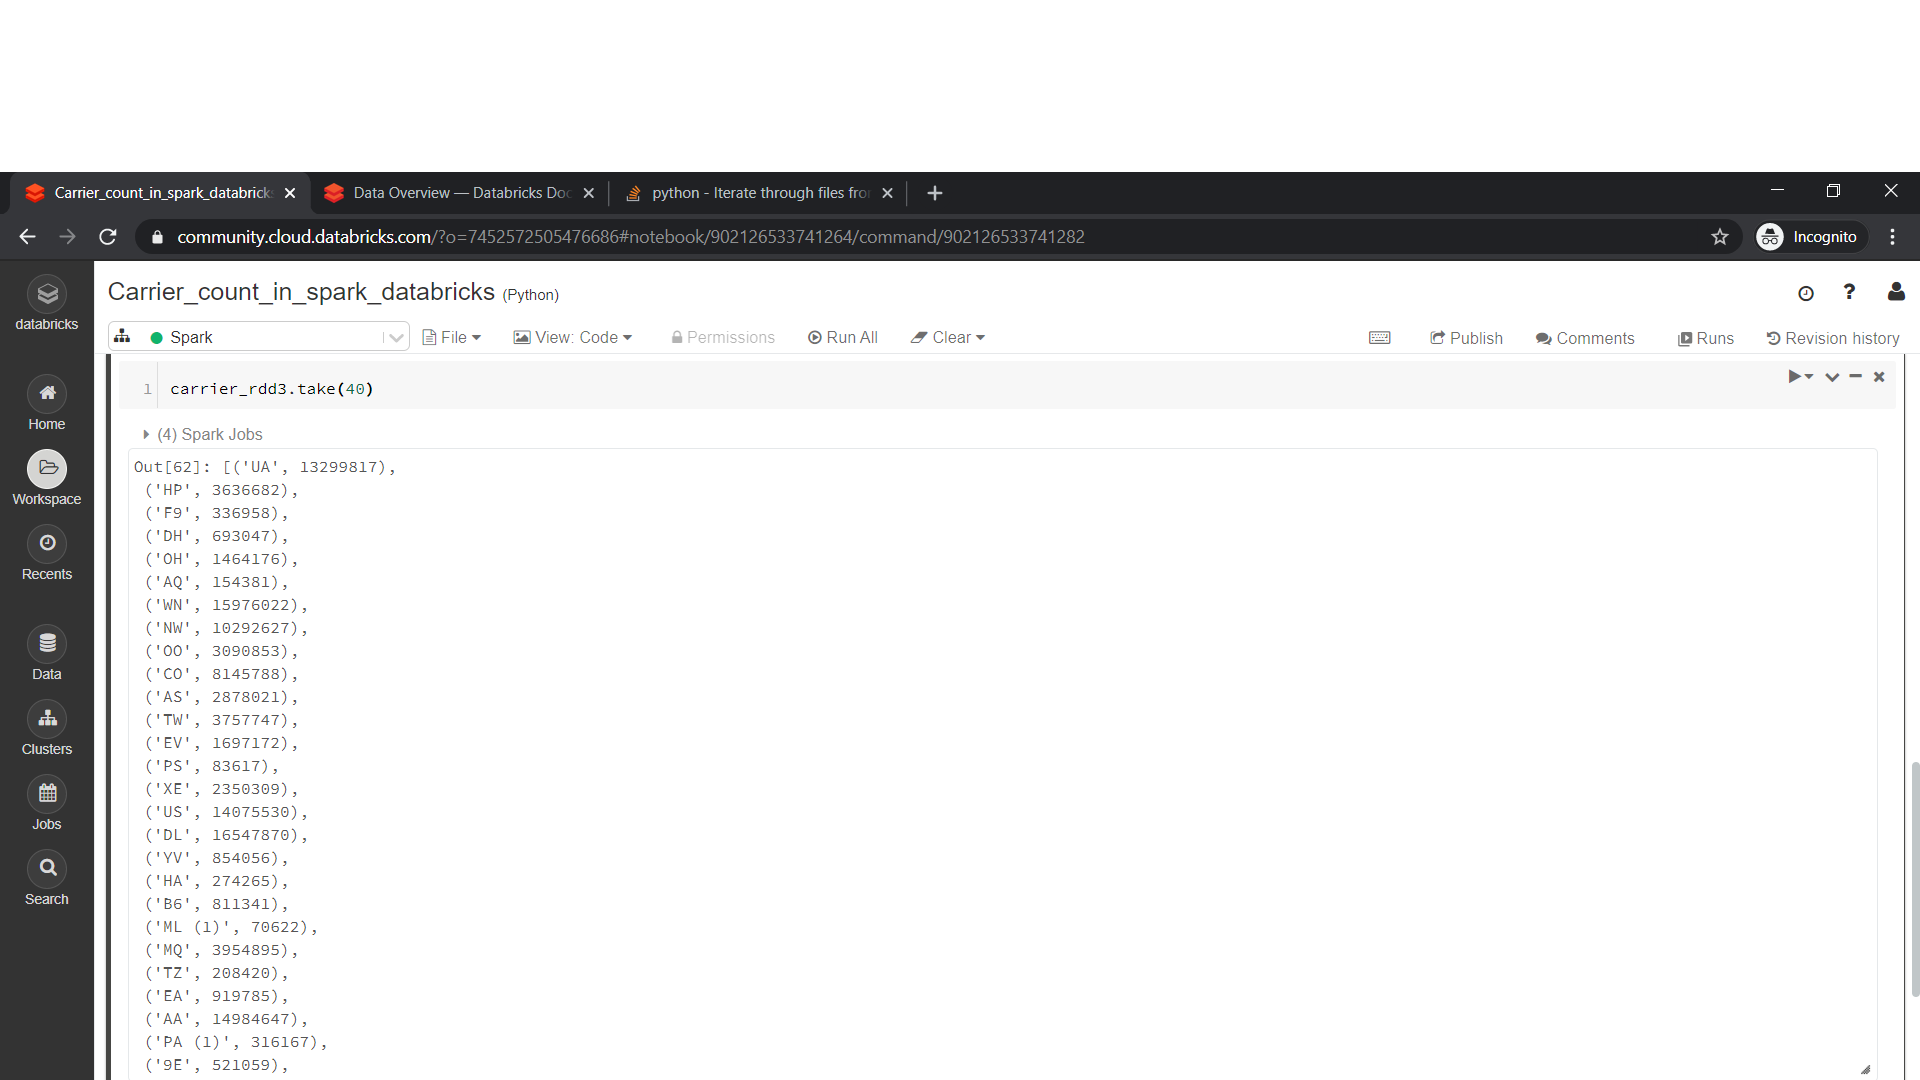 Carrier_count_in_spark_databrick
Data Overview — Databricks Doc
python - Iterate through files fro
community.cloud.databricks.com/?o=7452572505476686#notebook/902126533741264/command/902126533741282
Incognito
databricks
Home
Workspace
Recents
Data
Clusters
Jobs
Search
Carrier_count_in_spark_databricks (Python)
?
Spark
File
View: Code
Permissions
Run All
Clear
Publish
Comments
Runs
Revision history
1 carrier_rdd3.take(40)
(4) Spark Jobs
Out[62]: [('UA', 13299817),
('HP', 3636682),
('F9', 336958),
('DH', 693047),
('OH', 1464176),
('AQ', 154381),
('WN', 15976022),
('NW', 10292627),
('OO', 3090853),
('CO', 8145788),
('AS', 2878021),
('TW', 3757747),
('EV', 1697172),
('PS', 83617),
('XE', 2350309),
('US', 14075530),
('DL', 16547870),
('YV', 854056),
('HA', 274265),
('B6', 811341),
('ML (1)', 70622),
('MQ', 3954895),
('TZ', 208420),
('EA', 919785),
('AA', 14984647),
('PA (1)', 316167),
('9E', 521059),